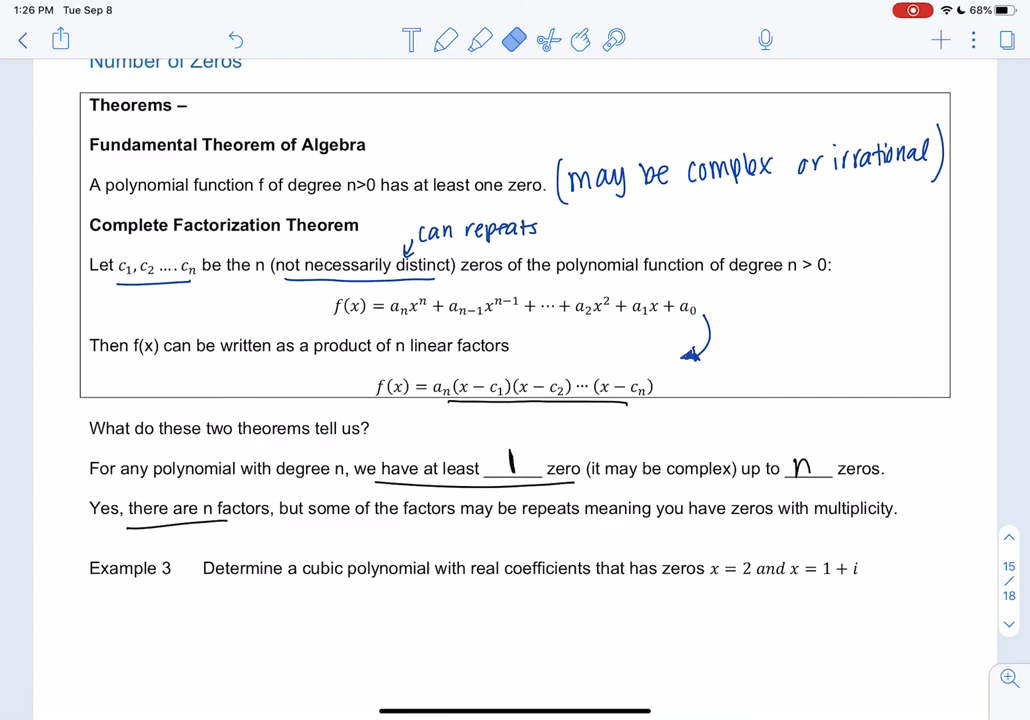 1:26 PM Tue Sep 8 68%
Number of Zeros
Theorems –
Fundamental Theorem of Algebra
A polynomial function f of degree n>0 has at least one zero. (may be complex or irrational)
Complete Factorization Theorem
can repeats
Let c₁, c₂ .... cₙ be the n (not necessarily distinct) zeros of the polynomial function of degree n > 0:
f(x) = aₙxⁿ + aₙ₋₁xⁿ⁻¹ + ⋯ + a₂x² + a₁x + a₀
Then f(x) can be written as a product of n linear factors
f(x) = aₙ(x − c₁)(x − c₂) ⋯ (x − cₙ)
What do these two theorems tell us?
For any polynomial with degree n, we have at least 1 zero (it may be complex) up to n zeros.
Yes, there are n factors, but some of the factors may be repeats meaning you have zeros with multiplicity.
Example 3 Determine a cubic polynomial with real coefficients that has zeros x = 2 and x = 1 + i
15
/
18